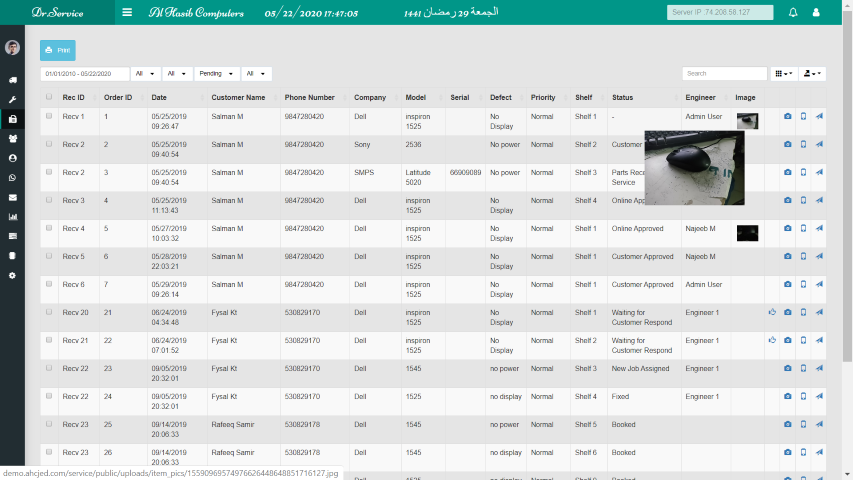 Dr.Service Al Hasib Computers 05/22/2020 17:47:05 الجمعة 29 رمضان 1441 Server IP :74.208.56.127
Print
01/01/2010 - 05/22/2020 All All Pending All Search
Rec ID Order ID Date Customer Name Phone Number Company Model Serial Defect Priority Shelf Status Engineer Image
Recv 1 1 05/25/2019 09:26:47 Salman M 9847280420 Dell inspiron 1525 No Display Normal Shelf 1 - Admin User
Recv 2 2 05/25/2019 09:40:54 Salman M 9847280420 Sony 2536 No power Normal Shelf 2 Customer
Recv 2 3 05/25/2019 09:40:54 Salman M 9847280420 SMPS Latitude 5020 66909089 No power Normal Shelf 3 Parts Service
Recv 3 4 05/25/2019 11:13:43 Salman M 9847280420 Dell inspiron 1525 No Display Normal Shelf 4 Online
Recv 4 5 05/27/2019 10:03:32 Salman M 9847280420 Dell inspiron 1525 No Display Normal Shelf 1 Online Approved Najeeb M
Recv 5 6 05/28/2019 22:03:21 Salman M 9847280420 Dell inspiron 1525 No Display Normal Shelf 1 Customer Approved Najeeb M
Recv 6 7 05/29/2019 09:26:14 Salman M 9847280420 Dell inspiron 1525 No Display Normal Shelf 1 Customer Approved Admin User
Recv 20 21 06/24/2019 04:34:48 Fysal Kt 530829170 Dell inspiron 1525 No Display Normal Shelf 1 Waiting for Customer Respond Engineer 1
Recv 21 22 06/24/2019 07:01:52 Fysal Kt 530829170 Dell inspiron 1525 No Display Normal Shelf 2 Waiting for Customer Respond Engineer 1
Recv 22 23 09/05/2019 20:32:01 Fysal Kt 530829170 Dell 1545 no power Normal Shelf 3 New Job Assigned Engineer 1
Recv 22 24 09/05/2019 20:32:01 Fysal Kt 530829170 Dell 1525 no display Normal Shelf 4 Fixed Engineer 1
Recv 23 25 09/14/2019 20:06:33 Rafeeq Samir 530829178 Dell 1545 no power Normal Shelf 5 Booked
Recv 23 26 09/14/2019 20:06:33 Rafeeq Samir 530829178 Dell 1545 no display Normal Shelf 6 Booked
demo.ahcjed.com/service/public/uploads/item_pics/15590969574976626448648851716127.jpg